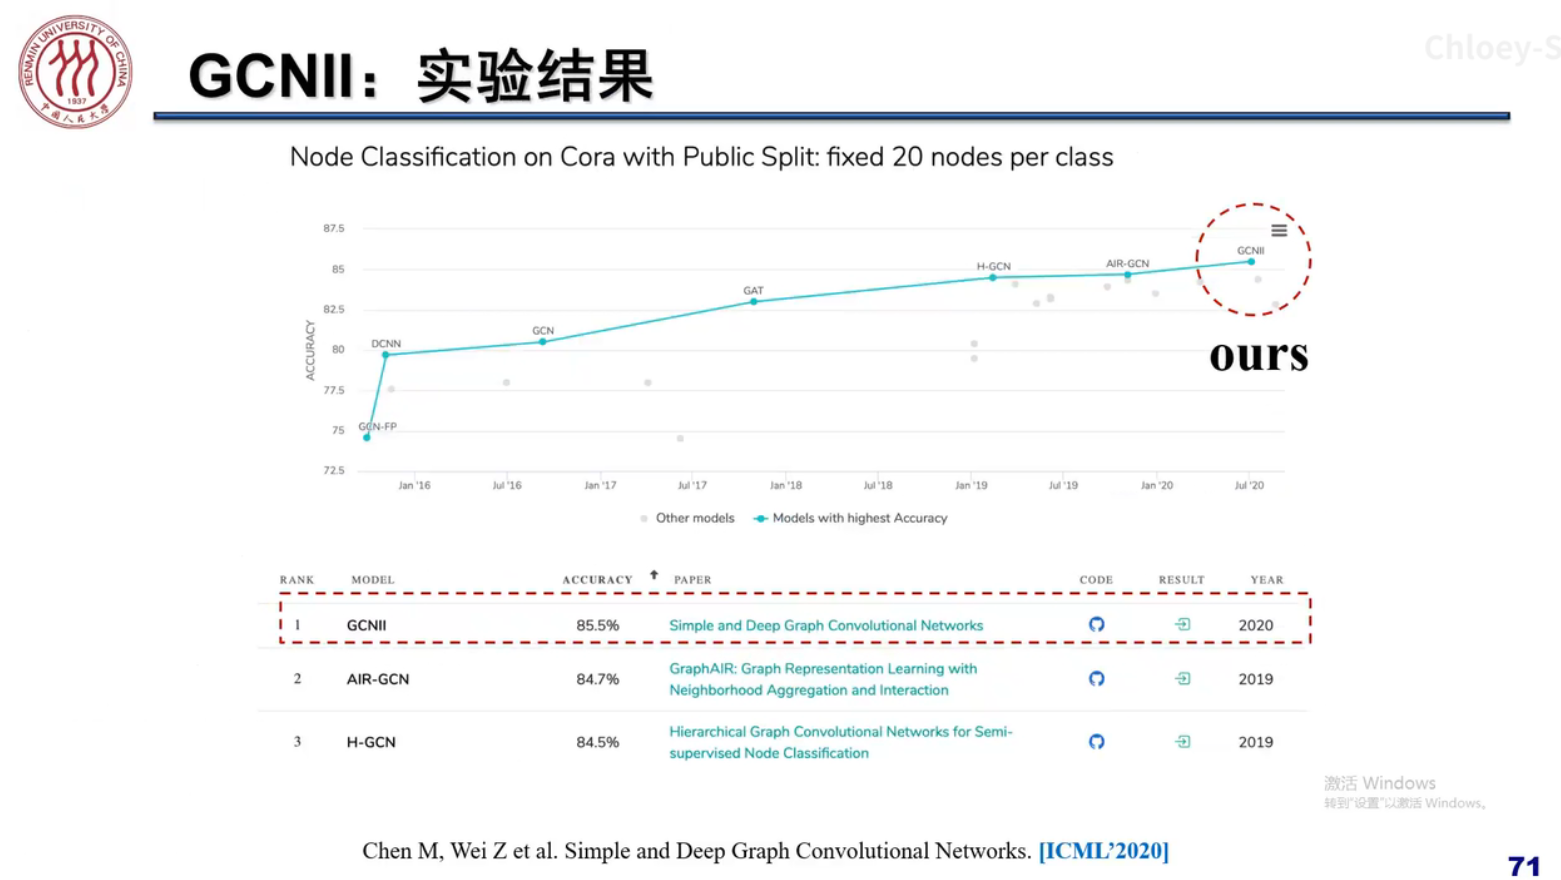 RENMIN UNIVERSITY OF CHINA
1937
中国人民大学
GCNII：实验结果
Chloey-S
Node Classification on Cora with Public Split: fixed 20 nodes per class
ACCURACY
87.5
85
82.5
80
77.5
75
72.5
GCN-FP
DCNN
GCN
GAT
H-GCN
AIR-GCN
GCNII
ours
Jan '16
Jul '16
Jan '17
Jul '17
Jan '18
Jul '18
Jan '19
Jul '19
Jan '20
Jul '20
Other models
Models with highest Accuracy
RANK MODEL ACCURACY PAPER CODE RESULT YEAR
1 GCNII 85.5% Simple and Deep Graph Convolutional Networks 2020
2 AIR-GCN 84.7% GraphAIR: Graph Representation Learning with
Neighborhood Aggregation and Interaction 2019
3 H-GCN 84.5% Hierarchical Graph Convolutional Networks for Semi-
supervised Node Classification 2019
激活 Windows
转到"设置"以激活 Windows。
Chen M, Wei Z et al. Simple and Deep Graph Convolutional Networks. [ICML'2020]
71